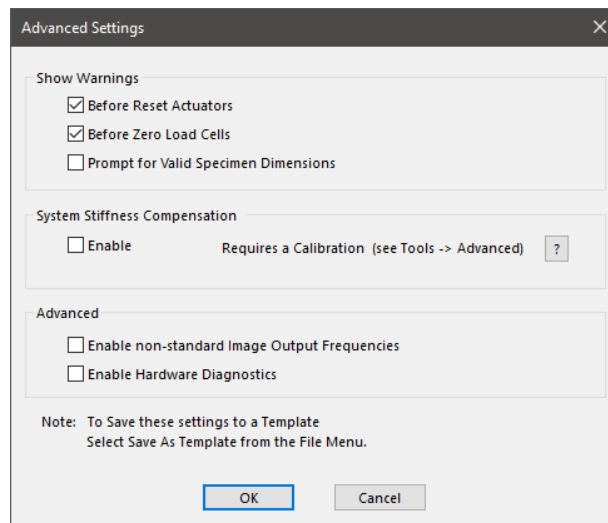 Advanced Settings
Show Warnings
Before Reset Actuators
Before Zero Load Cells
Prompt for Valid Specimen Dimensions
System Stiffness Compensation
Enable Requires a Calibration (see Tools -> Advanced) ?
Advanced
Enable non-standard Image Output Frequencies
Enable Hardware Diagnostics
Note: To Save these settings to a Template
Select Save As Template from the File Menu.
OK Cancel